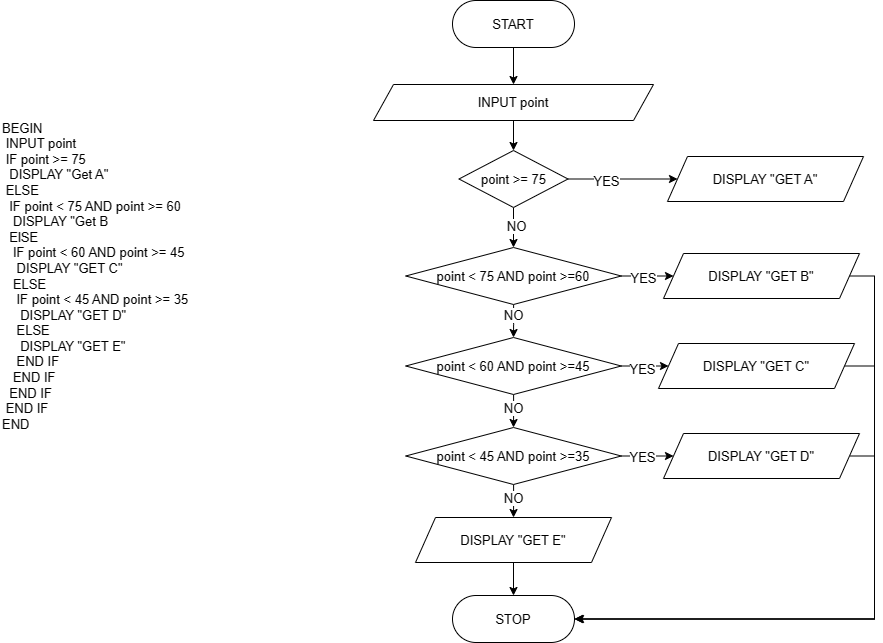 BEGIN
INPUT point
IF point >= 75
DISPLAY "Get A"
ELSE
IF point < 75 AND point >= 60
DISPLAY "Get B
ElSE
IF point < 60 AND point >= 45
DISPLAY "GET C"
ELSE
IF point < 45 AND point >= 35
DISPLAY "GET D"
ELSE
DISPLAY "GET E"
END IF
END IF
END IF
END IF
END
START
INPUT point
point >= 75
YES
DISPLAY "GET A"
NO
point < 75 AND point >=60
YES
DISPLAY "GET B"
NO
point < 60 AND point >=45
YES
DISPLAY "GET C"
NO
point < 45 AND point >=35
YES
DISPLAY "GET D"
NO
DISPLAY "GET E"
STOP